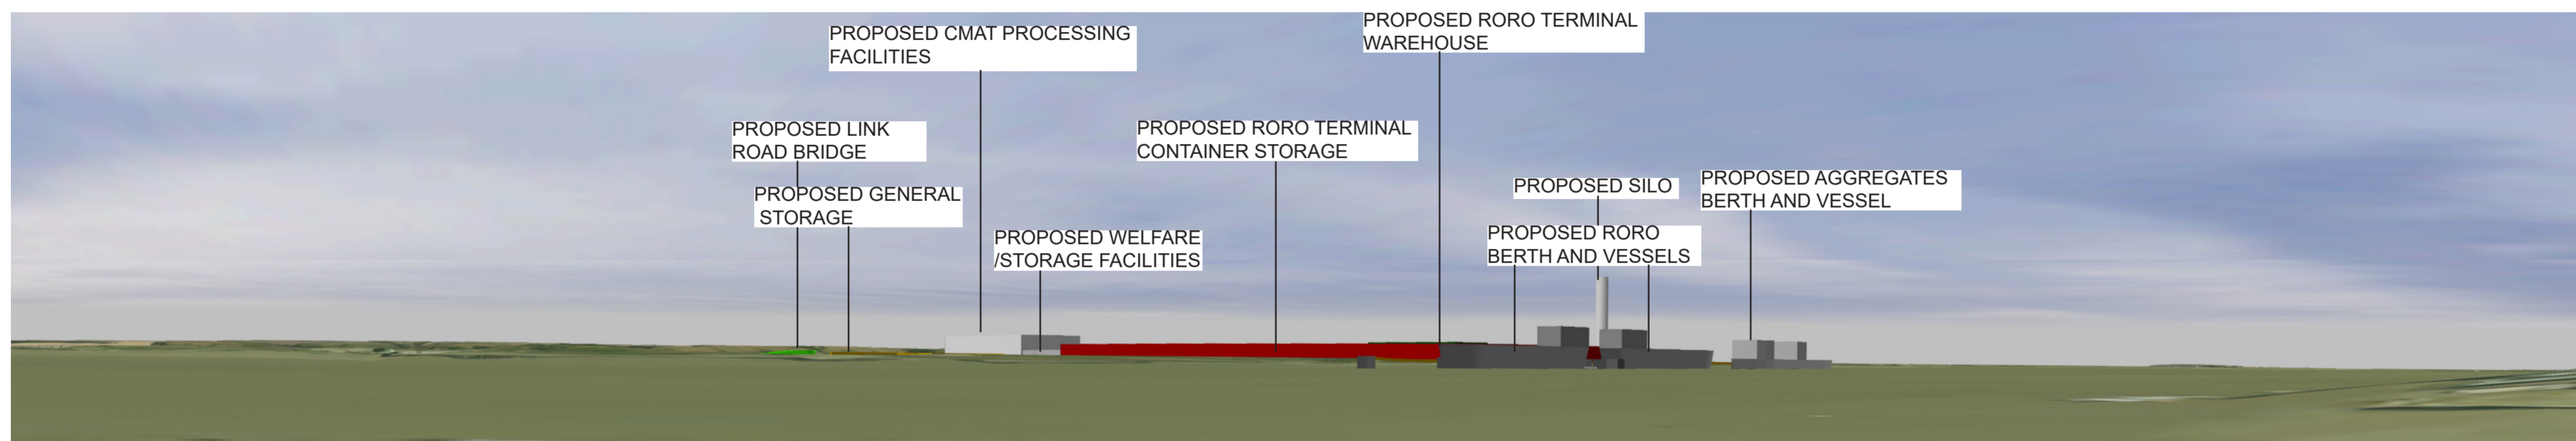 PROPOSED CMAT PROCESSING
FACILITIES
PROPOSED RORO TERMINAL
WAREHOUSE
PROPOSED LINK
ROAD BRIDGE
PROPOSED RORO TERMINAL
CONTAINER STORAGE
PROPOSED GENERAL
STORAGE
PROPOSED SILO
PROPOSED AGGREGATES
BERTH AND VESSEL
PROPOSED WELFARE
/STORAGE FACILITIES
PROPOSED RORO
BERTH AND VESSELS